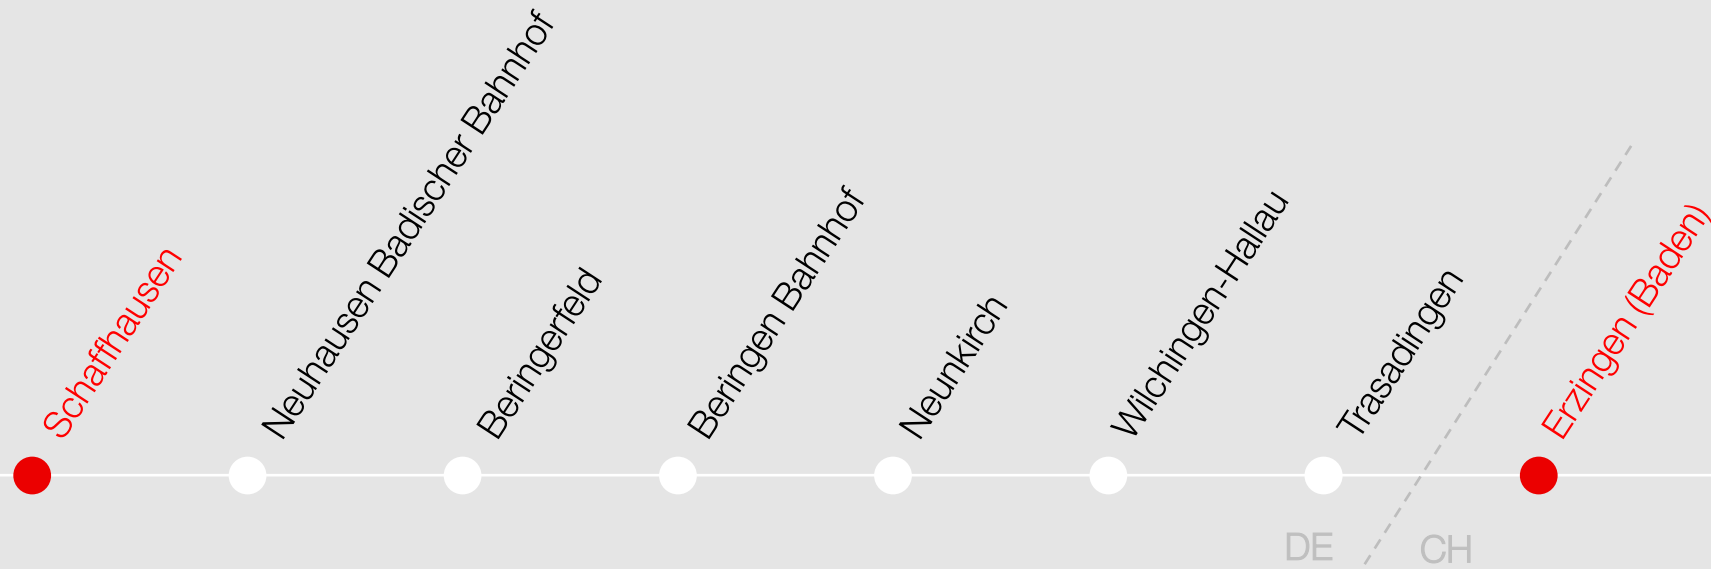 Schaffhausen
Neuhausen Badischer Bahnhof
Beringerfeld
Beringen Bahnhof
Neunkirch
Wilchingen-Hallau
Trasadingen
Erzingen (Baden)
DE
CH